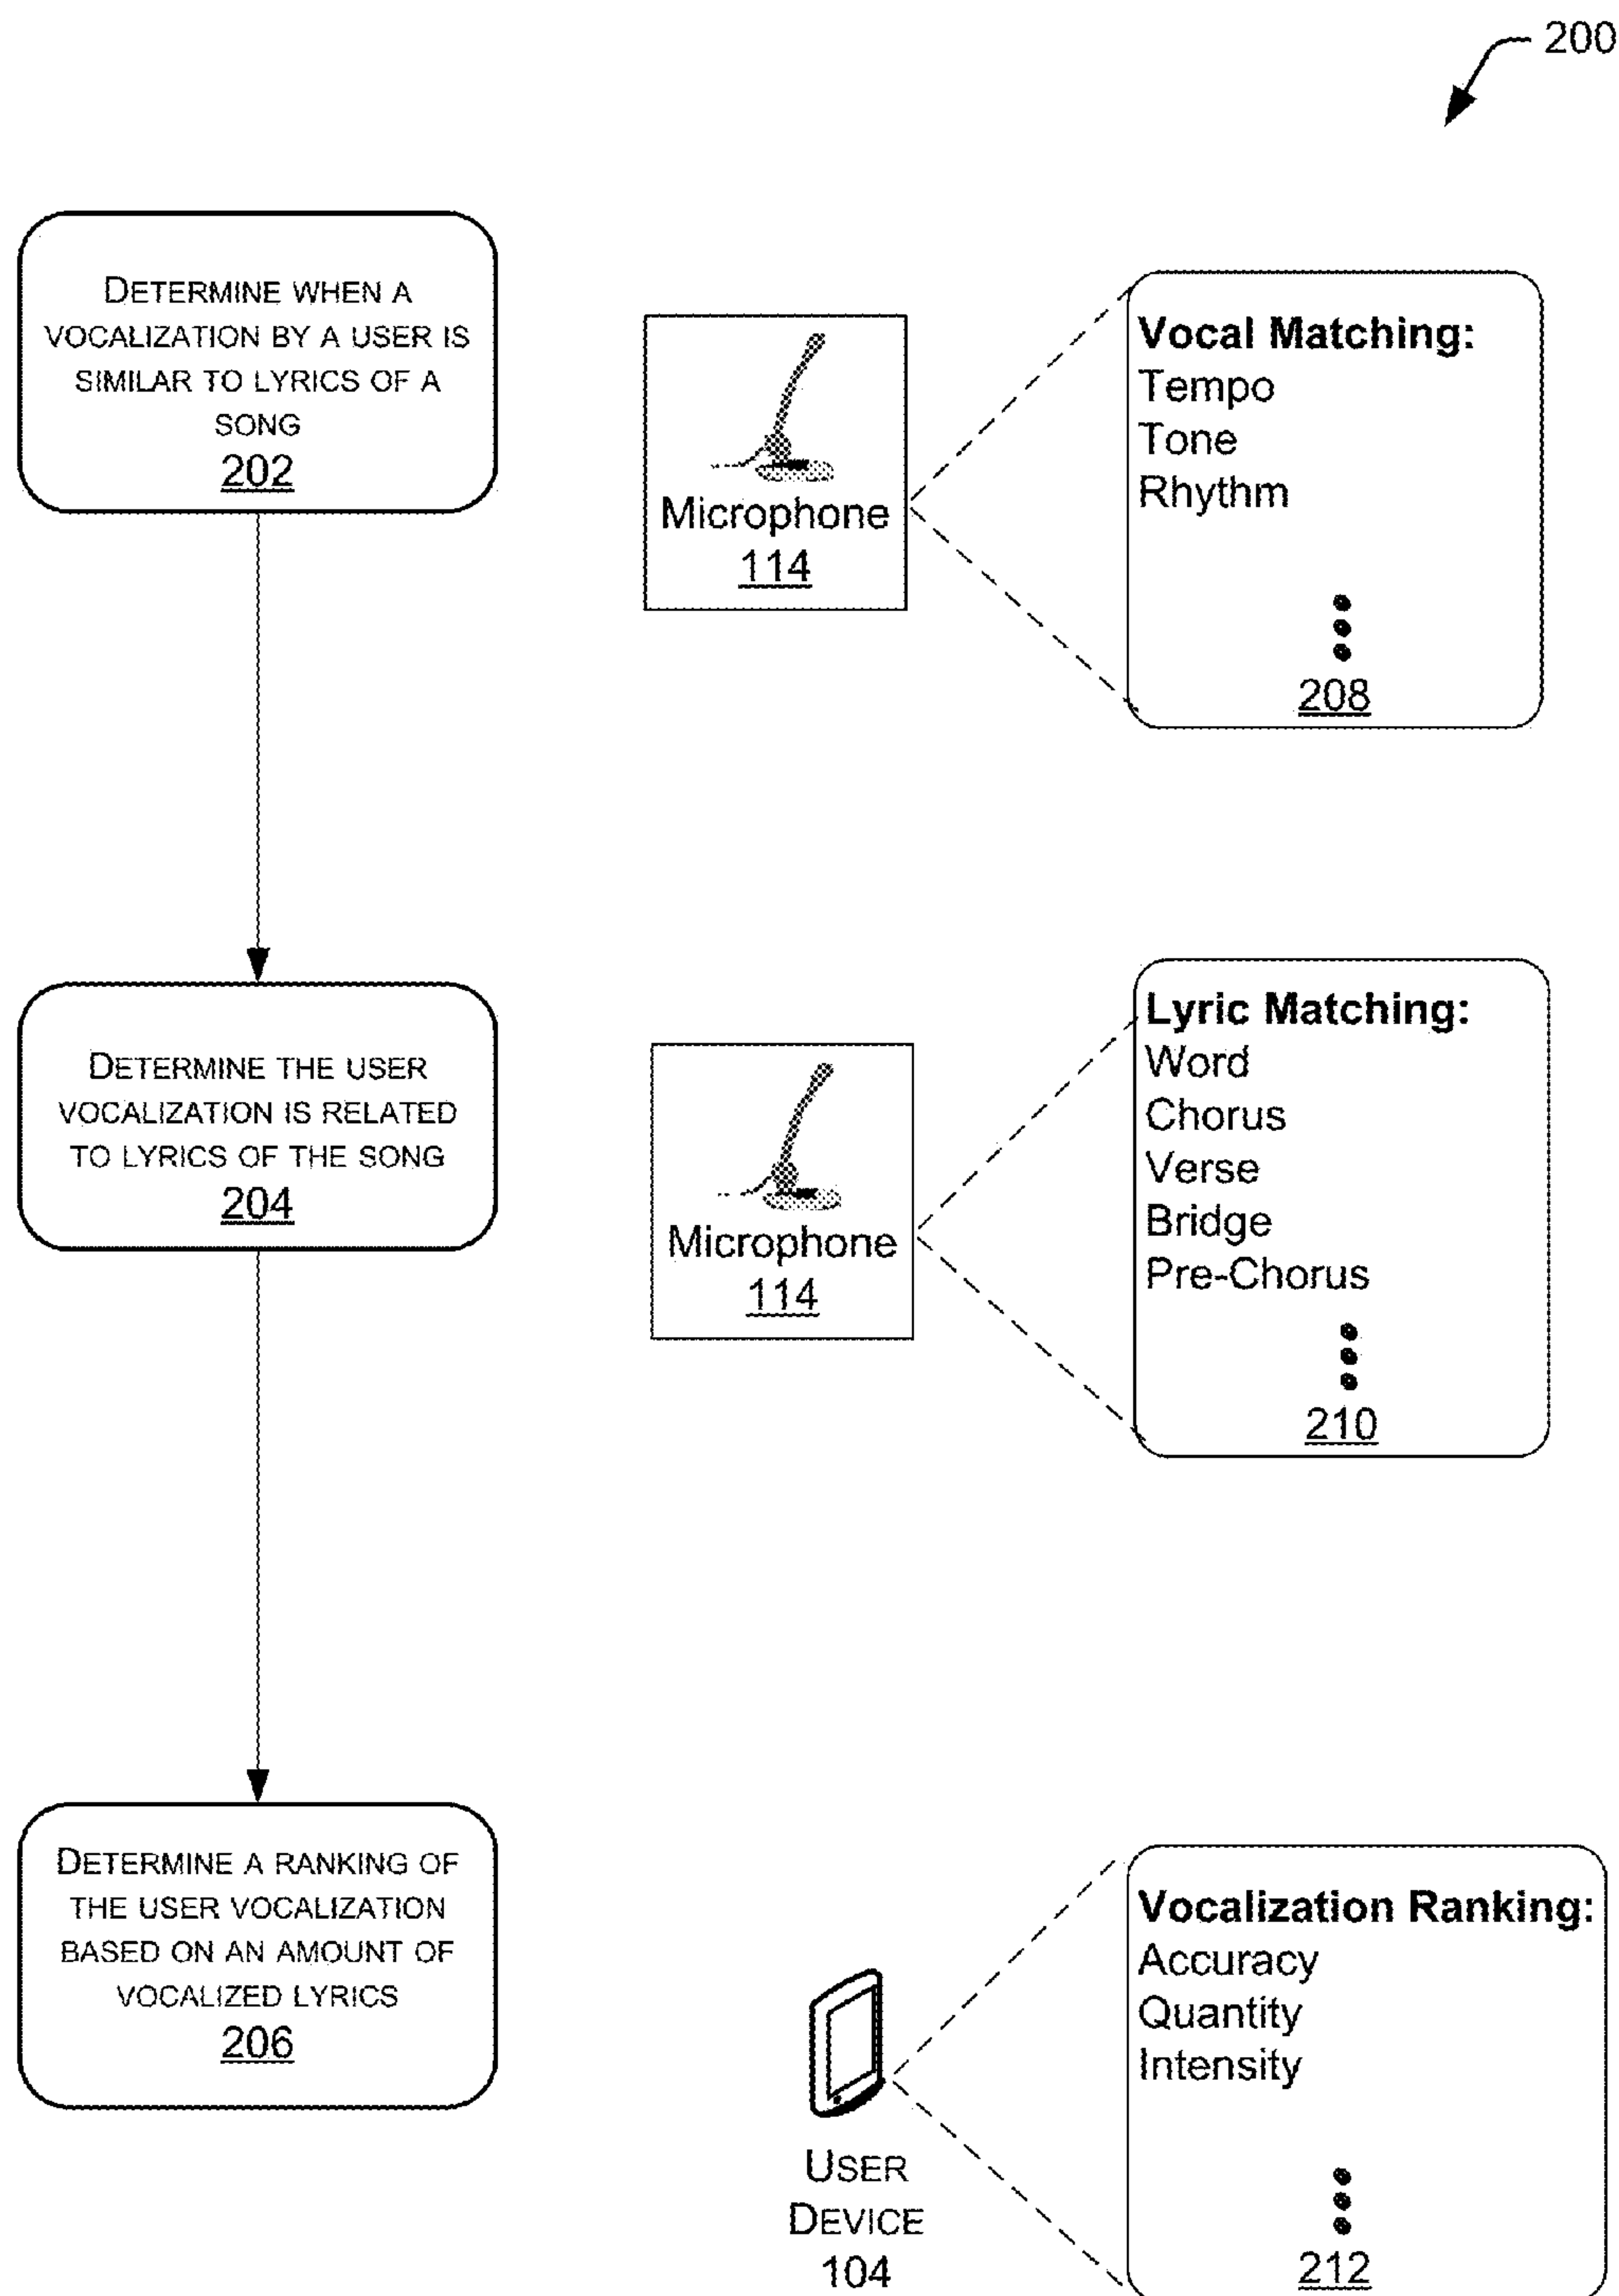 200
DETERMINE WHEN A
VOCALIZATION BY A USER IS
SIMILAR TO LYRICS OF A
SONG
202
Microphone
114
Vocal Matching:
Tempo
Tone
Rhythm
208
DETERMINE THE USER
VOCALIZATION IS RELATED
TO LYRICS OF THE SONG
204
Microphone
114
Lyric Matching:
Word
Chorus
Verse
Bridge
Pre-Chorus
210
DETERMINE A RANKING OF
THE USER VOCALIZATION
BASED ON AN AMOUNT OF
VOCALIZED LYRICS
206
USER
DEVICE
104
Vocalization Ranking:
Accuracy
Quantity
Intensity
212